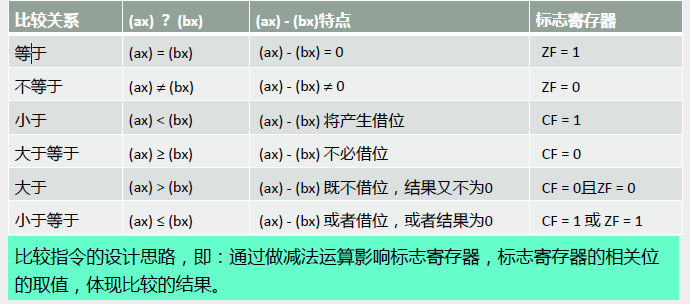 比较关系 (ax) ? (bx) (ax) - (bx)特点 标志寄存器
等于 (ax) = (bx) (ax) - (bx) = 0 ZF = 1
不等于 (ax) ≠ (bx) (ax) - (bx) ≠ 0 ZF = 0
小于 (ax) < (bx) (ax) - (bx) 将产生借位 CF = 1
大于等于 (ax) ≥ (bx) (ax) - (bx) 不必借位 CF = 0
大于 (ax) > (bx) (ax) - (bx) 既不借位，结果又不为0 CF = 0且ZF = 0
小于等于 (ax) ≤ (bx) (ax) - (bx) 或者借位，或者结果为0 CF = 1 或 ZF = 1
比较指令的设计思路，即：通过做减法运算影响标志寄存器，标志寄存器的相关位
的取值，体现比较的结果。